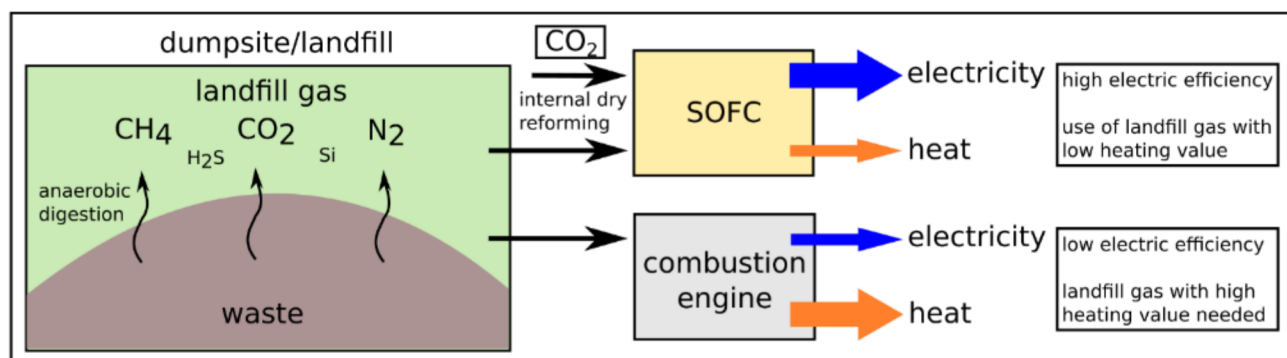 dumpsite/landfill
landfill gas
CH4 CO2 N2
H2S Si
anaerobic
digestion
waste
CO2
internal dry
reforming
SOFC
electricity
heat
high electric efficiency
use of landfill gas with
low heating value
combustion
engine
electricity
heat
low electric efficiency
landfill gas with high
heating value needed